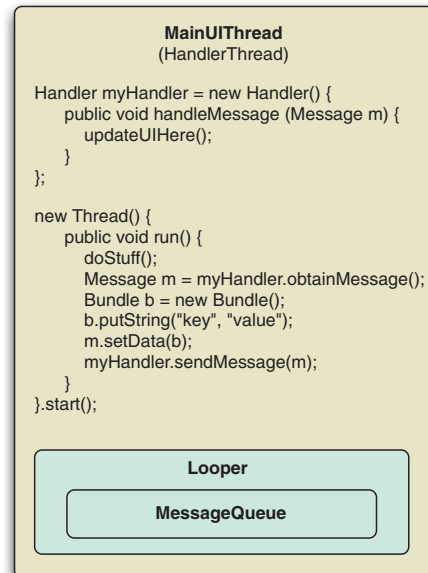 MainUIThread
(HandlerThread)
Handler myHandler = new Handler() {
public void handleMessage (Message m) {
updateUIHere();
}
};
new Thread() {
public void run() {
doStuff();
Message m = myHandler.obtainMessage();
Bundle b = new Bundle();
b.putString("key", "value");
m.setData(b);
myHandler.sendMessage(m);
}
}.start();
Looper
MessageQueue